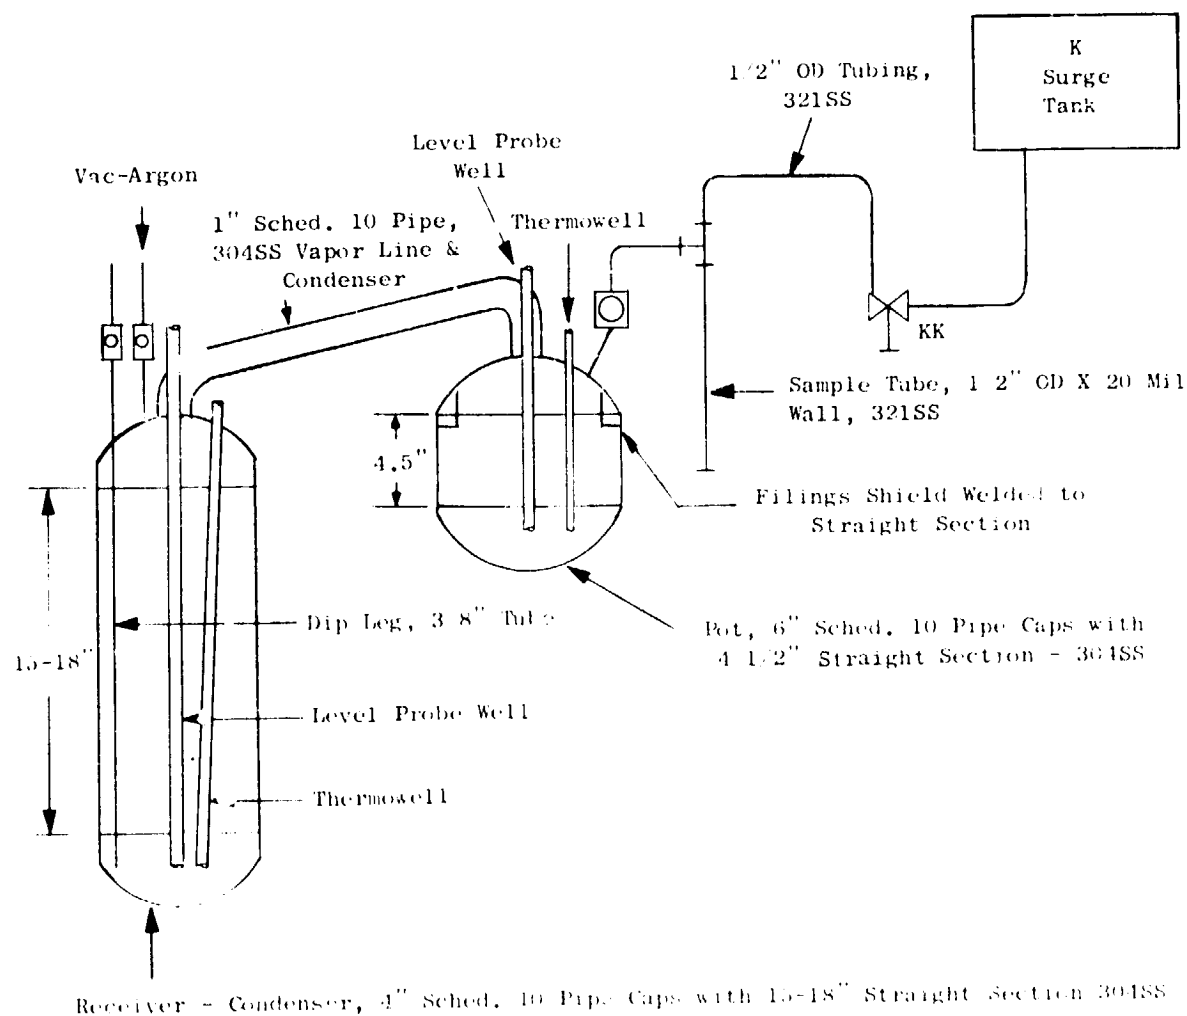 K
Surge
Tank
1/2" OD Tubing,
321SS
Level Probe
Well
Vac-Argon
1" Sched. 10 Pipe,
304SS Vapor Line &
Condenser
Thermowell
KK
Sample Tube, 1 2" OD X 20 Mil
Wall, 321SS
4.5"
Filings Shield Welded to
Straight Section
Dip Leg, 3 8" Tube
Pot, 6" Sched. 10 Pipe Caps with
4 1/2" Straight Section - 304SS
15-18"
Level Probe Well
Thermowell
Receiver - Condenser, 4" Sched. 10 Pipe Caps with 15-18" Straight Section 304SS